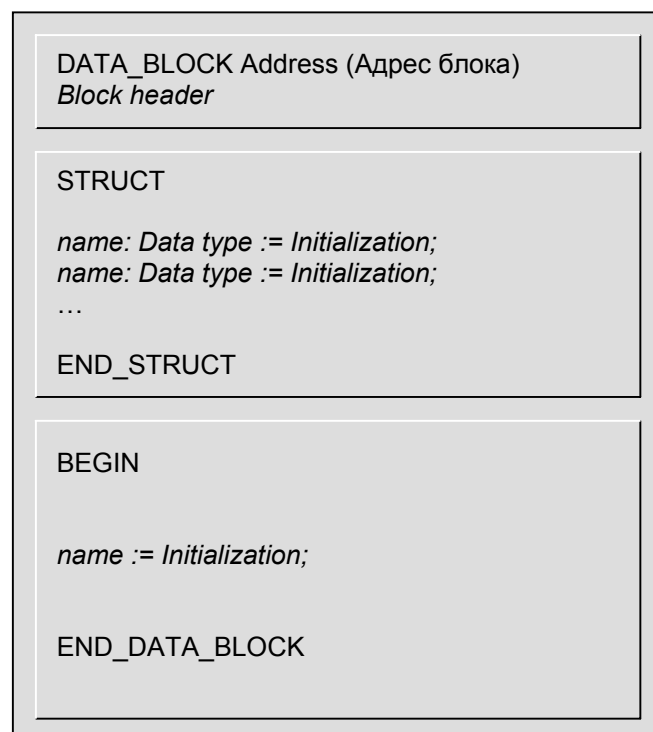 DATA_BLOCK Address (Адрес блока)
Block header
STRUCT
name: Data type := Initialization;
name: Data type := Initialization;
…
END_STRUCT
BEGIN
name := Initialization;
END_DATA_BLOCK